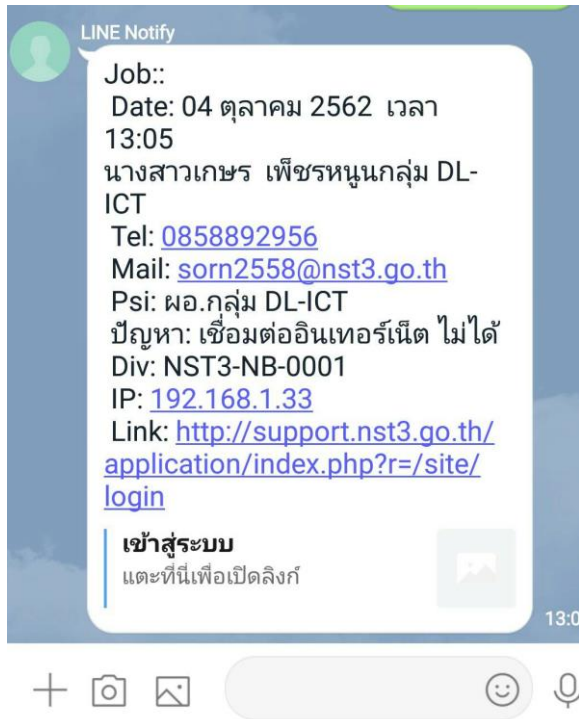 LINE Notify
Job::
Date: 04 ตุลาคม 2562 เวลา
13:05
นางสาวเกษร เพ็ชรหนูนกลุ่ม DL-
ICT
Tel: 0858892956
Mail: sorn2558@nst3.go.th
Psi: ผอ.กลุ่ม DL-ICT
ปัญหา: เชื่อมต่ออินเทอร์เน็ต ไม่ได้
Div: NST3-NB-0001
IP: 192.168.1.33
Link: http://support.nst3.go.th/
application/index.php?r=/site/
login
เข้าสู่ระบบ
แตะที่นี่เพื่อเปิดลิงก์